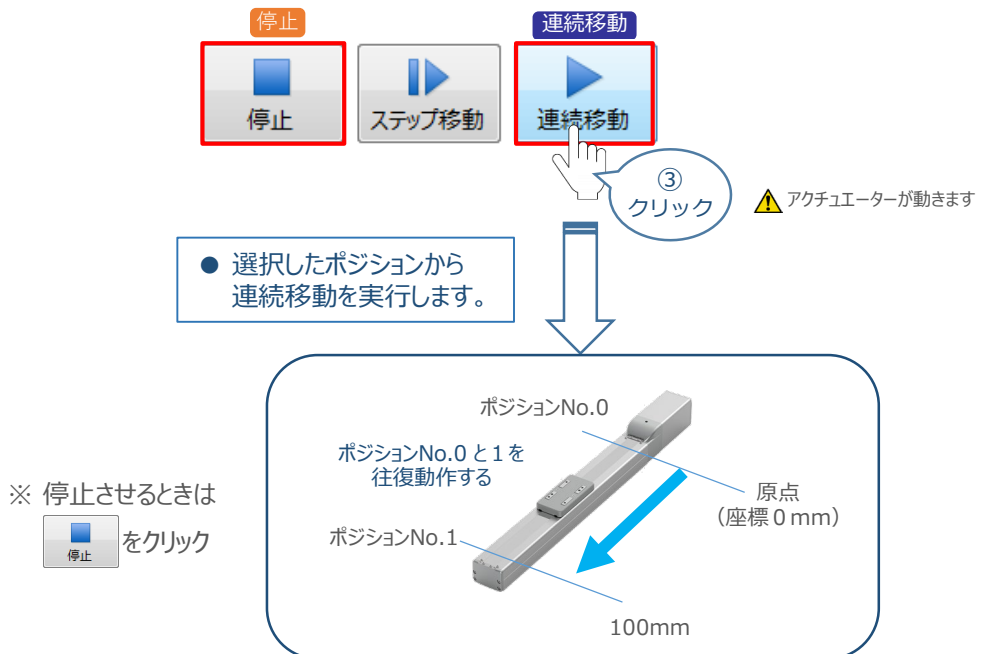 停止
連続移動
停止
ステップ移動
連続移動
③
クリック
アクチュエーターが動きます
● 選択したポジションから
連続移動を実行します。
ポジションNo.0
ポジションNo.0 と1を
往復動作する
原点
（座標０mm）
ポジションNo.1
100mm
※ 停止させるときは
停止 をクリック